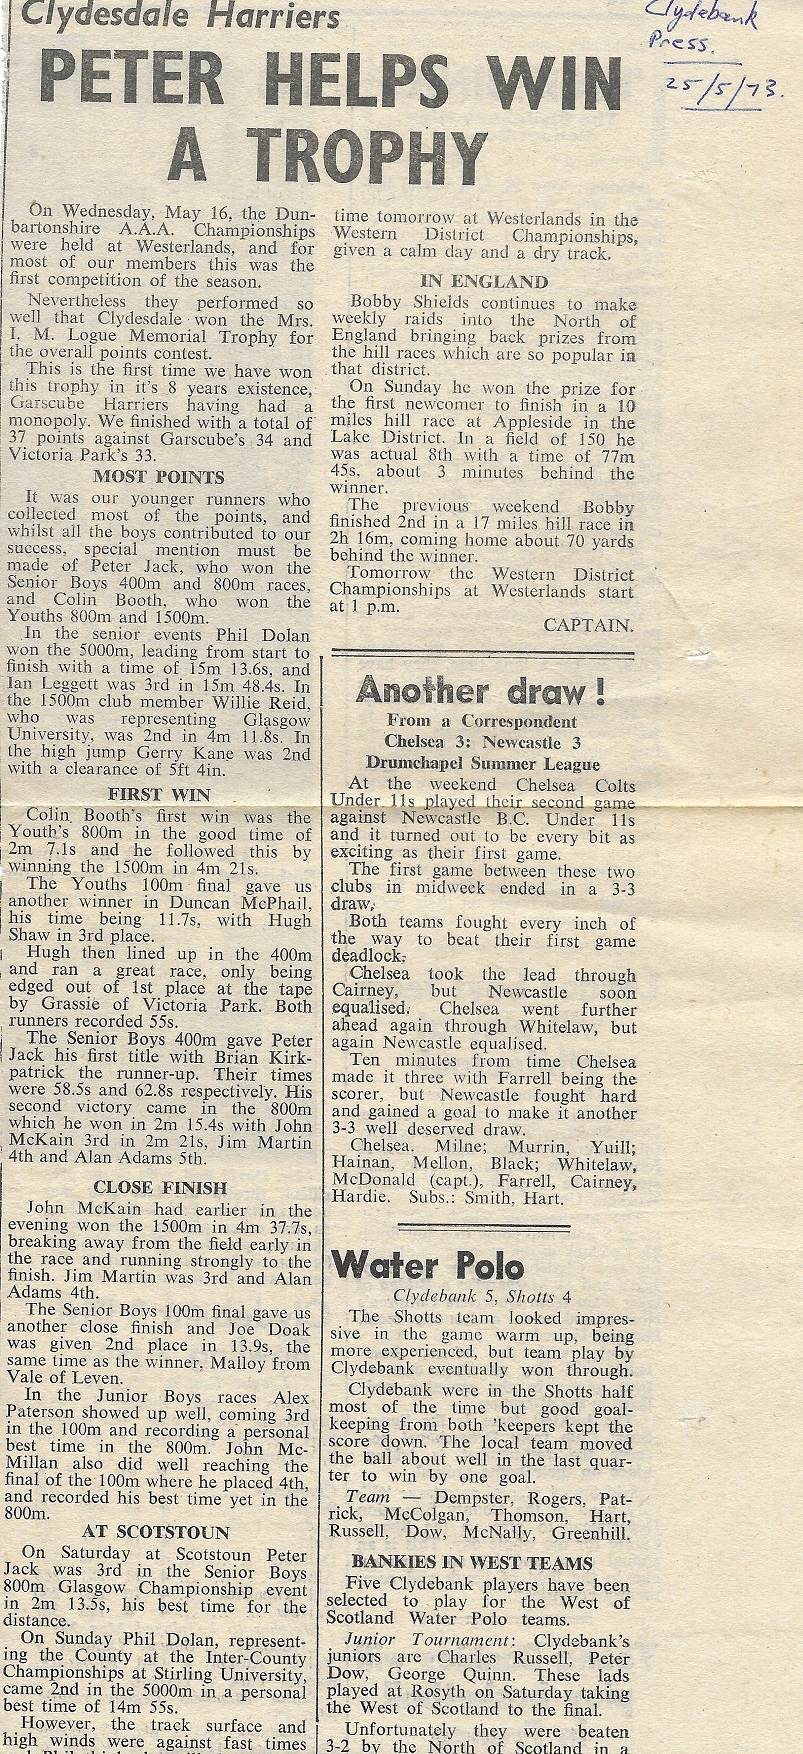 Clydesdale Harriers
Clydebank
Press.
25/5/73.
PETER HELPS WIN
A TROPHY
On Wednesday, May 16, the Dun-
bartonshire A.A.A. Championships
were held at Westerlands, and for
most of our members this was the
first competition of the season.
Nevertheless they performed so
well that Clydesdale won the Mrs.
I. M. Logue Memorial Trophy for
the overall points contest.
This is the first time we have won
this trophy in it's 8 years existence,
Garscube Harriers having had a
monopoly. We finished with a total of
37 points against Garscube's 34 and
Victoria Park's 33.
MOST POINTS
It was our younger runners who
collected most of the points, and
whilst all the boys contributed to our
success, special mention must be
made of Peter Jack, who won the
Senior Boys 400m and 800m races,
and Colin Booth, who won the
Youths 800m and 1500m.
In the senior events Phil Dolan
won the 5000m, leading from start to
finish with a time of 15m 13.6s, and
Ian Leggett was 3rd in 15m 48.4s. In
the 1500m club member Willie Reid,
who was representing Glasgow
University, was 2nd in 4m 11.8s. In
the high jump Gerry Kane was 2nd
with a clearance of 5ft 4in.
FIRST WIN
Colin Booth's first win was the
Youth's 800m in the good time of
2m 7.1s and he followed this by
winning the 1500m in 4m 21s.
The Youths 100m final gave us
another winner in Duncan McPhail,
his time being 11.7s, with Hugh
Shaw in 3rd place.
Hugh then lined up in the 400m
and ran a great race, only being
edged out of 1st place at the tape
by Grassie of Victoria Park. Both
runners recorded 55s.
The Senior Boys 400m gave Peter
Jack his first title with Brian Kirk-
patrick the runner-up. Their times
were 58.5s and 62.8s respectively. His
second victory came in the 800m
which he won in 2m 15.4s with John
McKain 3rd in 2m 21s, Jim Martin
4th and Alan Adams 5th.
CLOSE FINISH
John McKain had earlier in the
evening won the 1500m in 4m 37.7s,
breaking away from the field early in
the race and running strongly to the
finish. Jim Martin was 3rd and Alan
Adams 4th.
The Senior Boys 100m final gave us
another close finish and Joe Doak
was given 2nd place in 13.9s, the
same time as the winner, Malloy from
Vale of Leven.
In the Junior Boys races Alex
Paterson showed up well, coming 3rd
in the 100m and recording a personal
best time in the 800m. John Mc-
Millan also did well reaching the
final of the 100m where he placed 4th,
and recorded his best time yet in the
800m.
AT SCOTSTOUN
On Saturday at Scotstoun Peter
Jack was 3rd in the Senior Boys
800m Glasgow Championship event
in 2m 13.5s, his best time for the
distance.
On Sunday Phil Dolan, represent-
ing the County at the Inter-County
Championships at Stirling University,
came 2nd in the 5000m in a personal
best time of 14m 55s.
However, the track surface and
high winds were against fast times
time tomorrow at Westerlands in the
Western District Championships,
given a calm day and a dry track.
IN ENGLAND
Bobby Shields continues to make
weekly raids into the North of
England bringing back prizes from
the hill races which are so popular in
that district.
On Sunday he won the prize for
the first newcomer to finish in a 10
miles hill race at Appleside in the
Lake District. In a field of 150 he
was actual 8th with a time of 77m
45s, about 3 minutes behind the
winner.
The previous weekend Bobby
finished 2nd in a 17 miles hill race in
2h 16m, coming home about 70 yards
behind the winner.
Tomorrow the Western District
Championships at Westerlands start
at 1 p.m.
CAPTAIN.
Another draw!
From a Correspondent
Chelsea 3: Newcastle 3
Drumchapel Summer League
At the weekend Chelsea Colts
Under 11s played their second game
against Newcastle B.C. Under 11s
and it turned out to be every bit as
exciting as their first game.
The first game between these two
clubs in midweek ended in a 3-3
draw.
Both teams fought every inch of
the way to beat their first game
deadlock.
Chelsea took the lead through
Cairney, but Newcastle soon
equalised. Chelsea went further
ahead again through Whitelaw, but
again Newcastle equalised.
Ten minutes from time Chelsea
made it three with Farrell being the
scorer, but Newcastle fought hard
and gained a goal to make it another
3-3 well deserved draw.
Chelsea. Milne; Murrin, Yuill;
Hainan, Mellon, Black; Whitelaw,
McDonald (capt.), Farrell, Cairney,
Hardie. Subs.: Smith, Hart.
Water Polo
Clydebank 5, Shotts 4
The Shotts team looked impres-
sive in the game warm up, being
more experienced, but team play by
Clydebank eventually won through.
Clydebank were in the Shotts half
most of the time but good goal-
keeping from both 'keepers kept the
score down. The local team moved
the ball about well in the last quar-
ter to win by one goal.
Team — Dempster, Rogers, Pat-
rick, McColgan, Thomson, Hart,
Russell, Dow, McNally, Greenhill.
BANKIES IN WEST TEAMS
Five Clydebank players have been
selected to play for the West of
Scotland Water Polo teams.
Junior Tournament: Clydebank's
juniors are Charles Russell, Peter
Dow, George Quinn. These lads
played at Rosyth on Saturday taking
the West of Scotland to the final.
Unfortunately they were beaten
3-2 by the North of Scotland in a